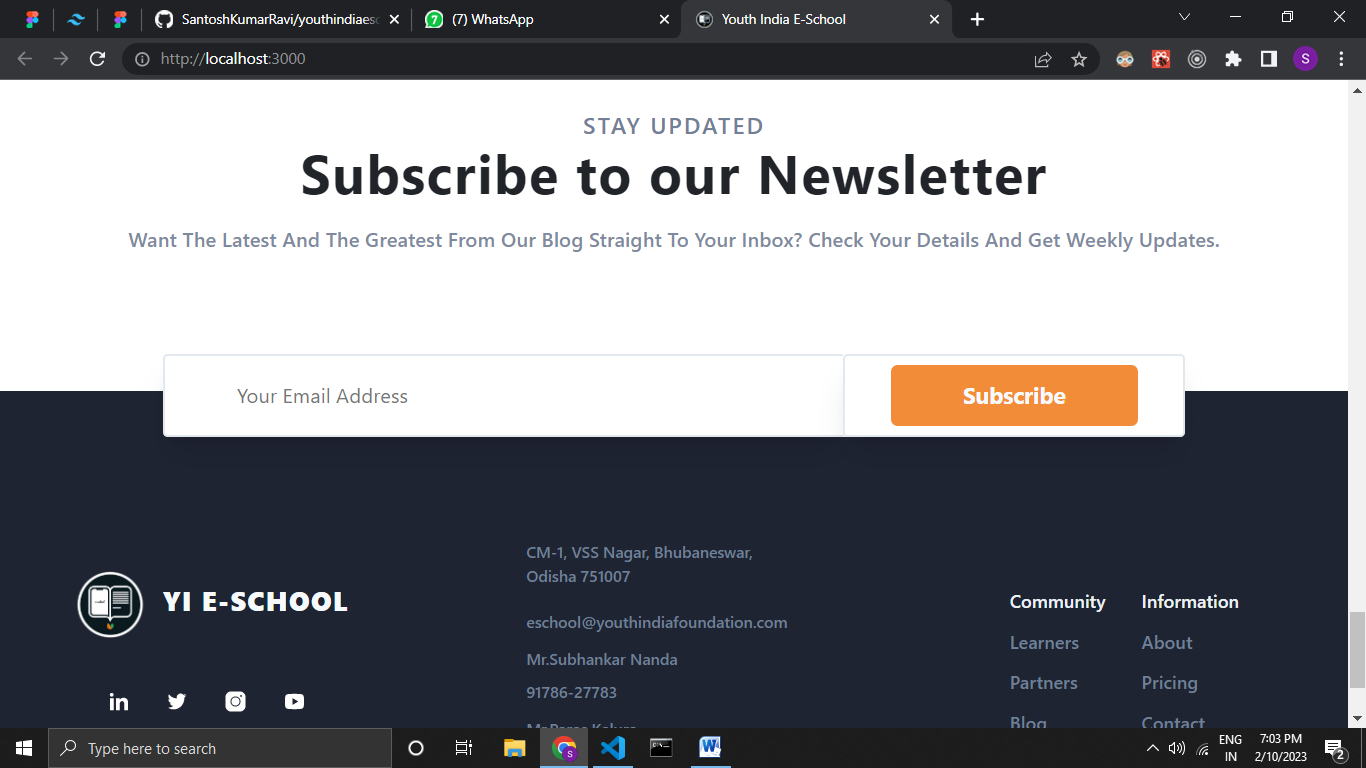 SantoshKumarRavi/youthindiaesc
(7) WhatsApp
Youth India E-School
http://localhost:3000
S
STAY UPDATED
Subscribe to our Newsletter
Want The Latest And The Greatest From Our Blog Straight To Your Inbox? Check Your Details And Get Weekly Updates.
Your Email Address
Subscribe
YI E-SCHOOL
CM-1, VSS Nagar, Bhubaneswar,
Odisha 751007
eschool@youthindiafoundation.com
Mr.Subhankar Nanda
91786-27783
Community
Learners
Partners
Blog
Information
About
Pricing
Contact
Type here to search
ENG
IN
7:03 PM
2/10/2023
2